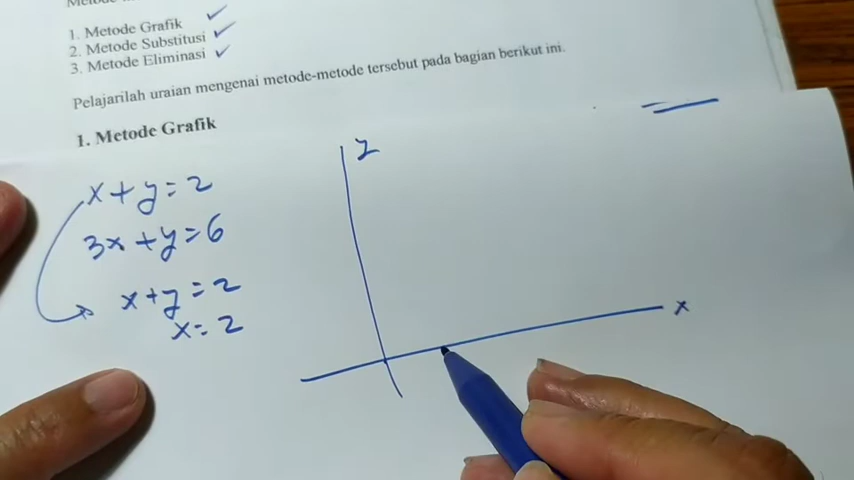 1. Metode Grafik
2. Metode Substitusi
3. Metode Eliminasi
Pelajarilah uraian mengenai metode-metode tersebut pada bagian berikut ini.
1. Metode Grafik
x+y=2
3x+y=6
x+y=2
x=2
y
x